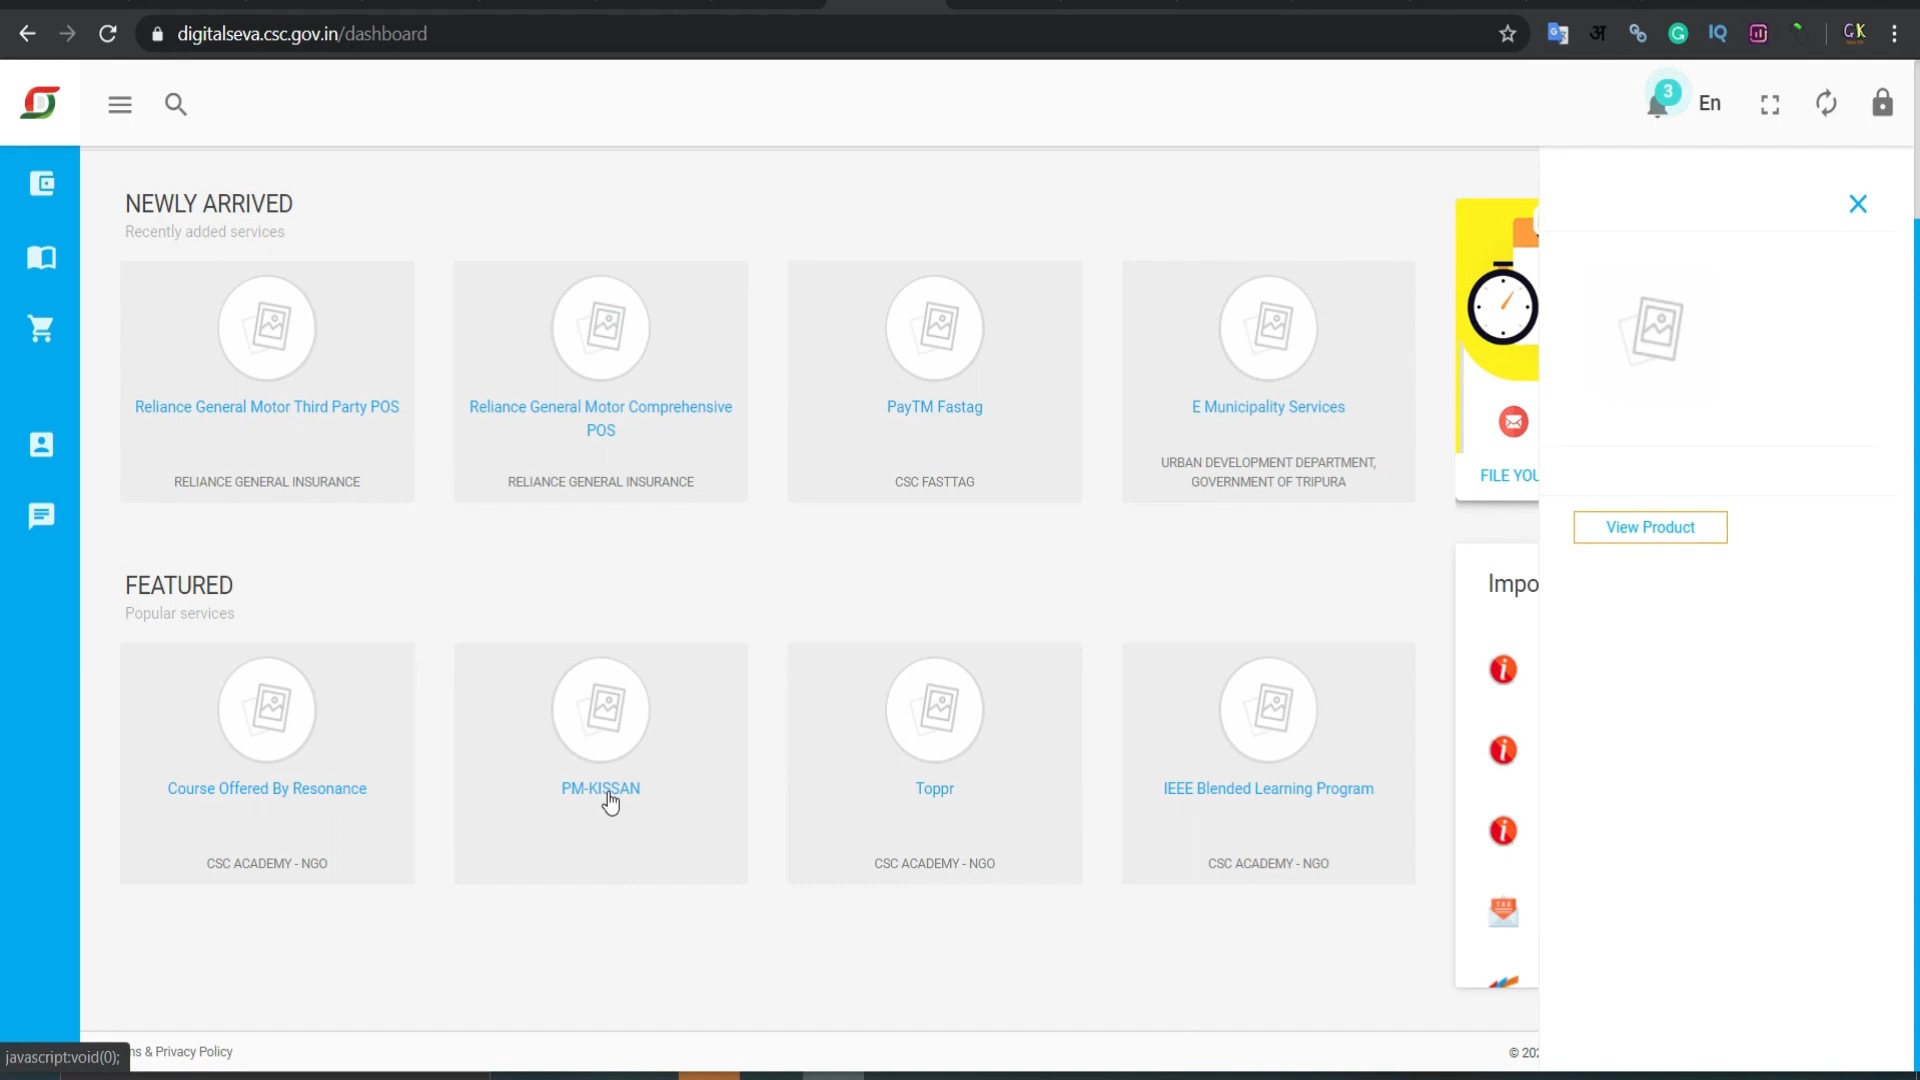 digitalseva.csc.gov.in/dashboard
3
En
IQ
GK
NEWLY ARRIVED
Recently added services
Reliance General Motor Third Party POS
RELIANCE GENERAL INSURANCE
Reliance General Motor Comprehensive
POS
RELIANCE GENERAL INSURANCE
PayTM Fastag
CSC FASTTAG
E Municipality Services
URBAN DEVELOPMENT DEPARTMENT,
GOVERNMENT OF TRIPURA
FILE YOU
View Product
FEATURED
Popular services
Course Offered By Resonance
CSC ACADEMY - NGO
PM-KISSAN
Toppr
CSC ACADEMY - NGO
IEEE Blended Learning Program
CSC ACADEMY - NGO
Impo
TAX
javascript:void(0);
ns & Privacy Policy
© 202